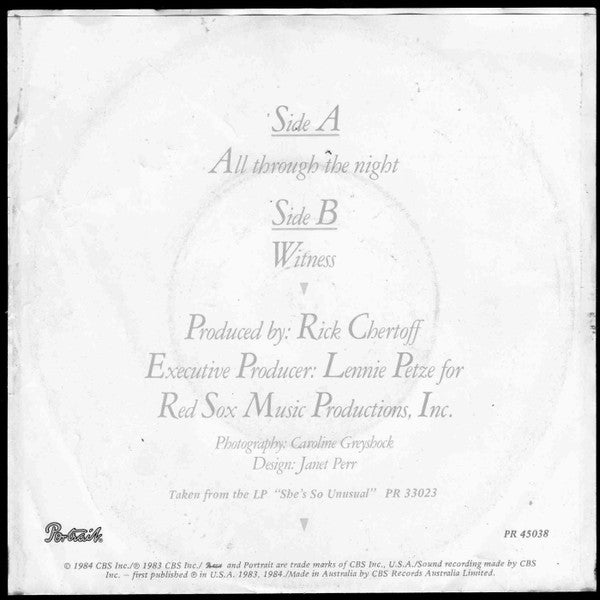 Side A
All through the night
Side B
Witness
Produced by: Rick Chertoff
Executive Producer: Lennie Petze for
Red Sox Music Productions, Inc.
Photography: Caroline Greyshock
Design: Janet Perr
Taken from the LP "She's So Unusual" PR 33023
Portrait.
PR 45038
© 1984 CBS Inc./℗ 1983 CBS Inc./ and Portrait are trade marks of CBS Inc., U.S.A./Sound recording made by CBS
Inc. – first published ℗ in U.S.A. 1983, 1984./Made in Australia by CBS Records Australia Limited.